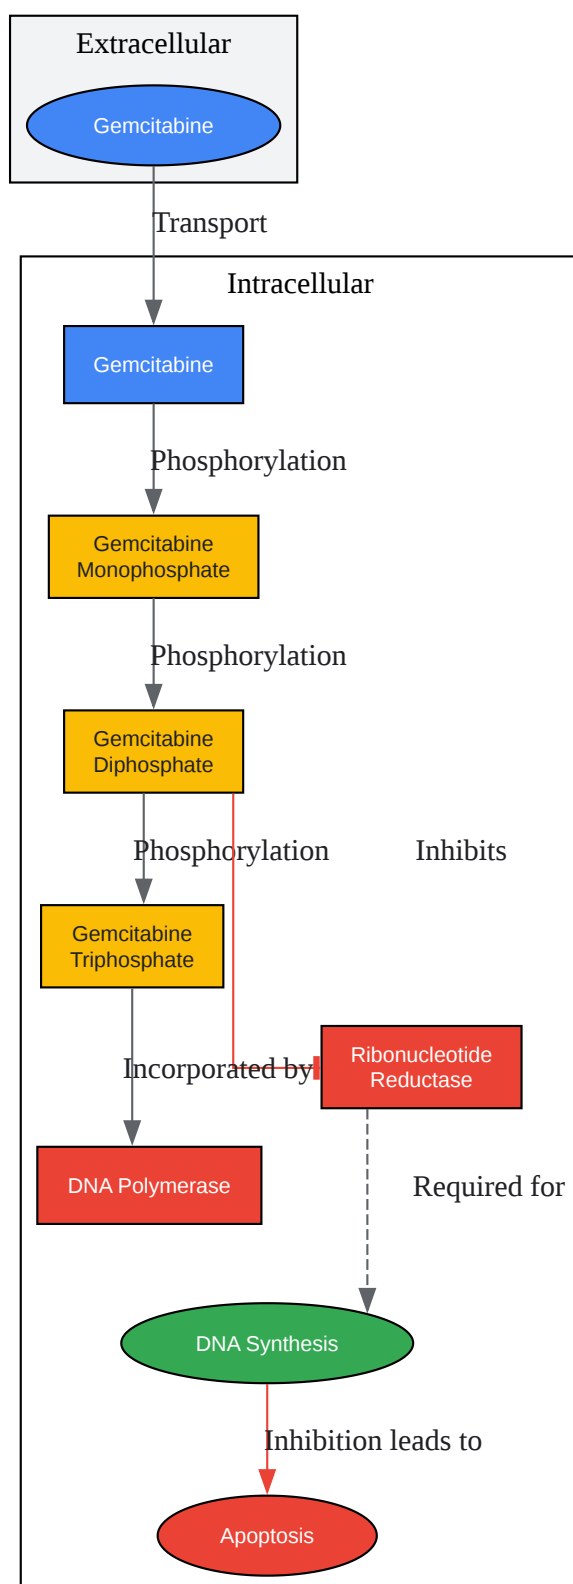 Extracellular
Gemcitabine
Transport
Intracellular
Gemcitabine
Phosphorylation
Gemcitabine
Monophosphate
Phosphorylation
Gemcitabine
Diphosphate
Phosphorylation
Inhibits
Gemcitabine
Triphosphate
Ribonucleotide
Reductase
Incorporated by
DNA Polymerase
Required for
DNA Synthesis
Inhibition leads to
Apoptosis